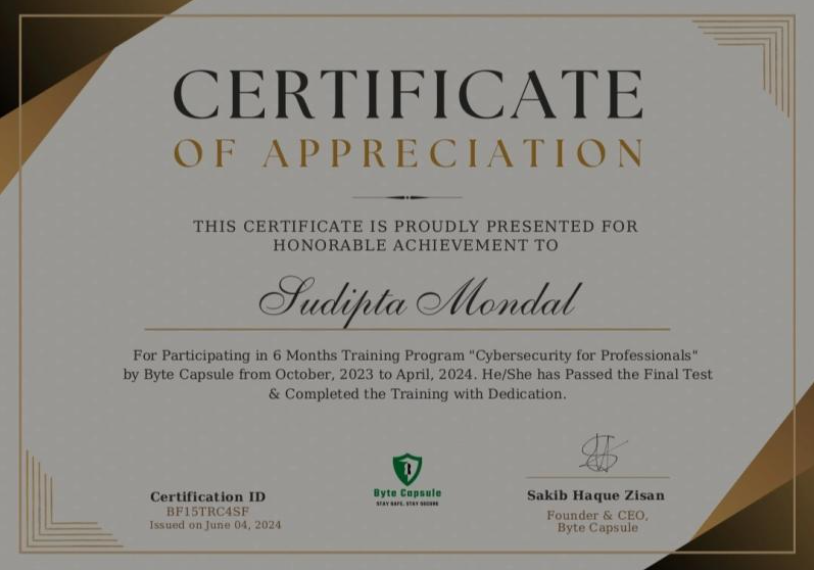 CERTIFICATE
OF APPRECIATION
THIS CERTIFICATE IS PROUDLY PRESENTED FOR
HONORABLE ACHIEVEMENT TO
Sudipta Mondal
For Participating in 6 Months Training Program "Cybersecurity for Professionals"
by Byte Capsule from October, 2023 to April, 2024. He/She has Passed the Final Test
& Completed the Training with Dedication.
Certification ID
BF15TRC4SF
Issued on June 04, 2024
Byte Capsule
STAY SAFE, STAY SECURE
Sakib Haque Zisan
Founder & CEO,
Byte Capsule